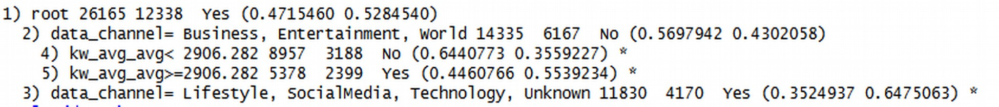 1) root 26165 12338  Yes (0.4715460 0.5284540)
2) data_channel= Business, Entertainment, World 14335  6167  No (0.5697942 0.4302058)
4) kw_avg_avg< 2906.282 8957  3188  No (0.6440773 0.3559227) *
5) kw_avg_avg>=2906.282 5378  2399  Yes (0.4460766 0.5539234) *
3) data_channel= Lifestyle, SocialMedia, Technology, Unknown 11830  4170  Yes (0.3524937 0.6475063) *